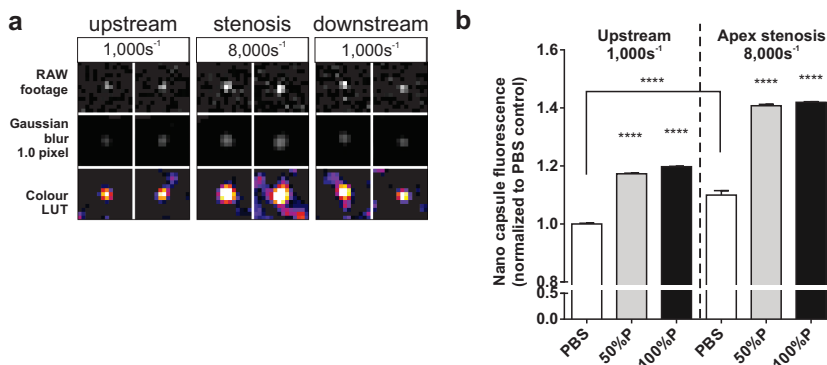 a
upstream stenosis downstream
1,000s⁻¹ 8,000s⁻¹ 1,000s⁻¹
RAW
footage
Gaussian
blur
1.0 pixel
Colour
LUT
b
Upstream
1,000s⁻¹
Apex stenosis
8,000s⁻¹
Nano capsule fluorescence
(normalized to PBS control)
1.6
1.4
1.2
1.0
0.8
0.5
0.0
****
**** ****
**** ****
PBS 50%P 100%P PBS 50%P 100%P